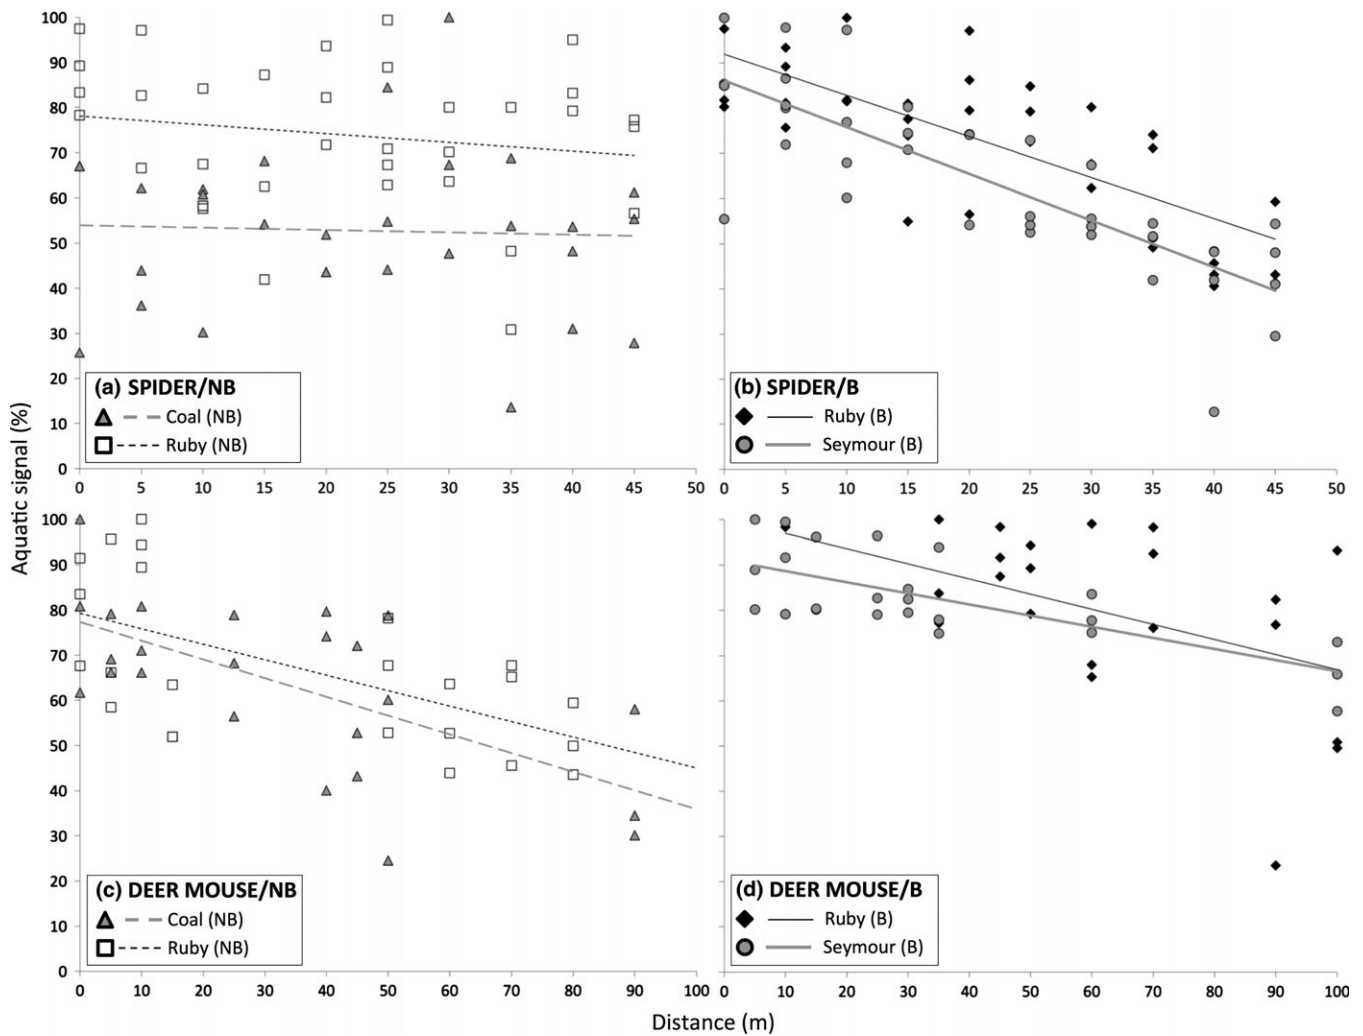 Aquatic signal (%)
100
90
80
70
60
50
40
30
20
10
0
(a) SPIDER/NB
Coal (NB)
Ruby (NB)
0 5 10 15 20 25 30 35 40 45 50
(b) SPIDER/B
Ruby (B)
Seymour (B)
0 5 10 15 20 25 30 35 40 45 50
100
90
80
70
60
50
40
30
20
10
0
(c) DEER MOUSE/NB
Coal (NB)
Ruby (NB)
0 10 20 30 40 50 60 70 80 90 100
(d) DEER MOUSE/B
Ruby (B)
Seymour (B)
0 10 20 30 40 50 60 70 80 90 100
Distance (m)